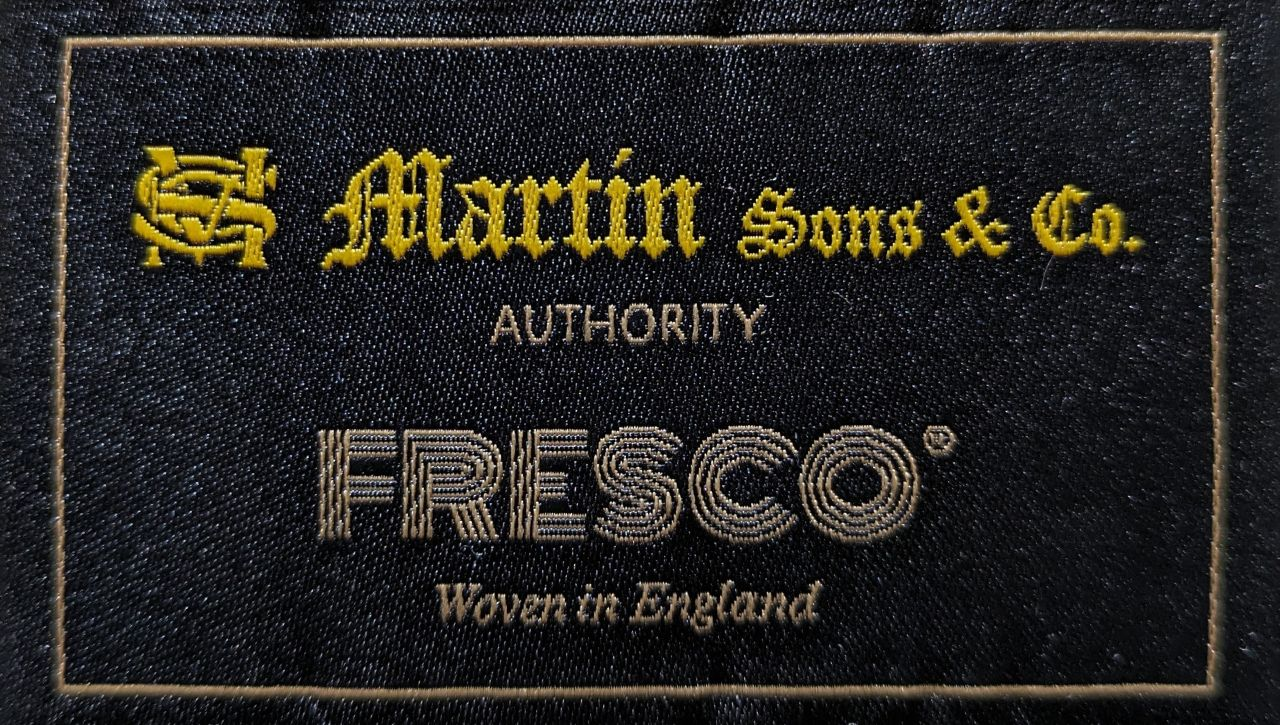 Martin Sons & Co.
AUTHORITY
FRESCO®
Woven in England